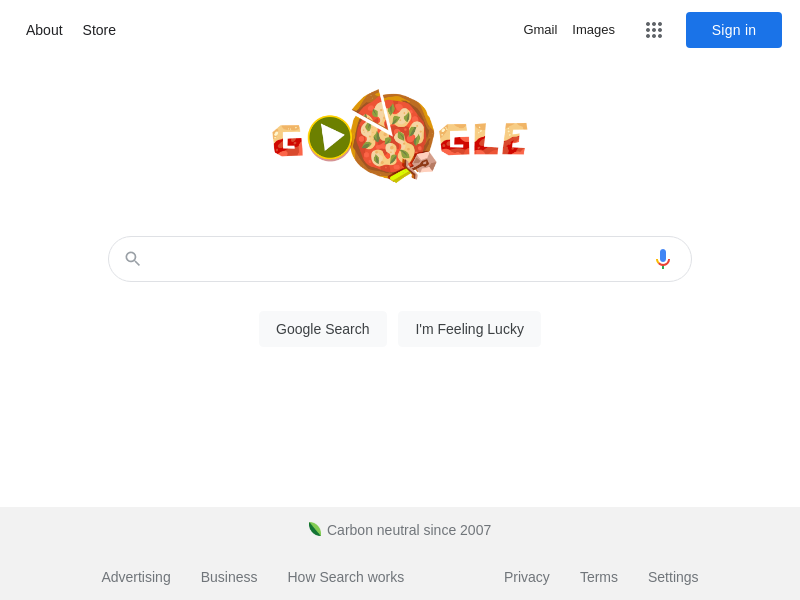 About Store Gmail Images Sign in
GOOGLE
Google Search I'm Feeling Lucky
Carbon neutral since 2007
Advertising Business How Search works Privacy Terms Settings